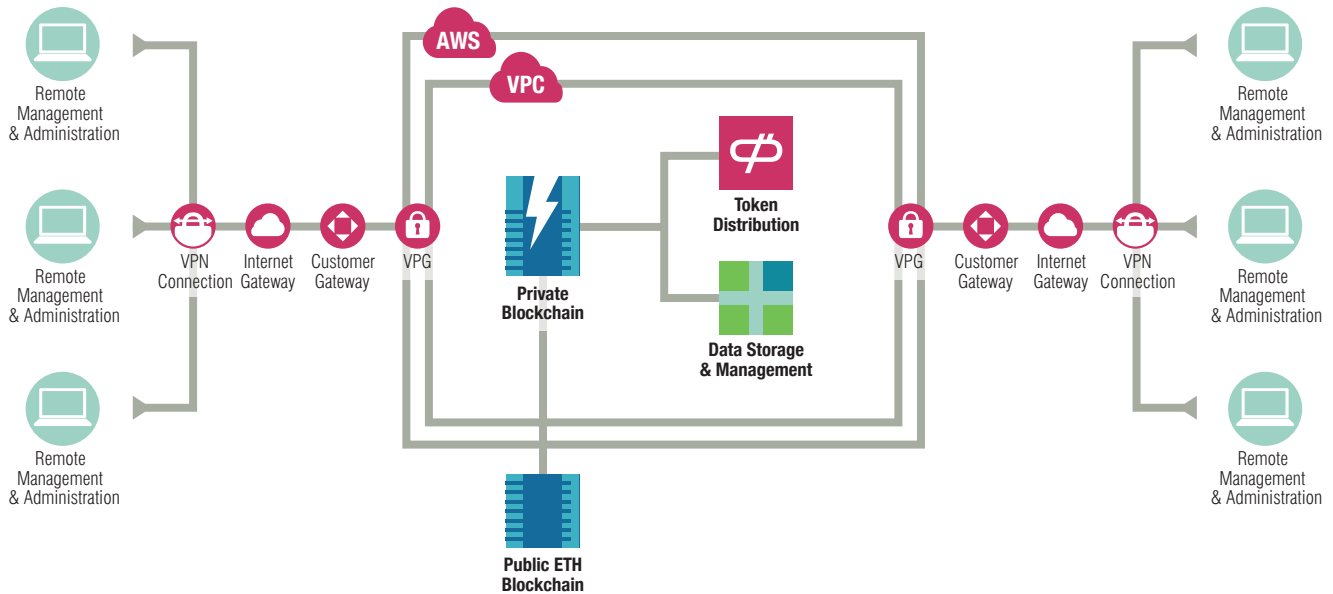 AWS
VPC
Remote
Management
& Administration
Remote
Management
& Administration
Remote
Management
& Administration
VPN
Connection
Internet
Gateway
Customer
Gateway
VPG
Private
Blockchain
Token
Distribution
Data Storage
& Management
Public ETH
Blockchain
VPG
Customer
Gateway
Internet
Gateway
VPN
Connection
Remote
Management
& Administration
Remote
Management
& Administration
Remote
Management
& Administration